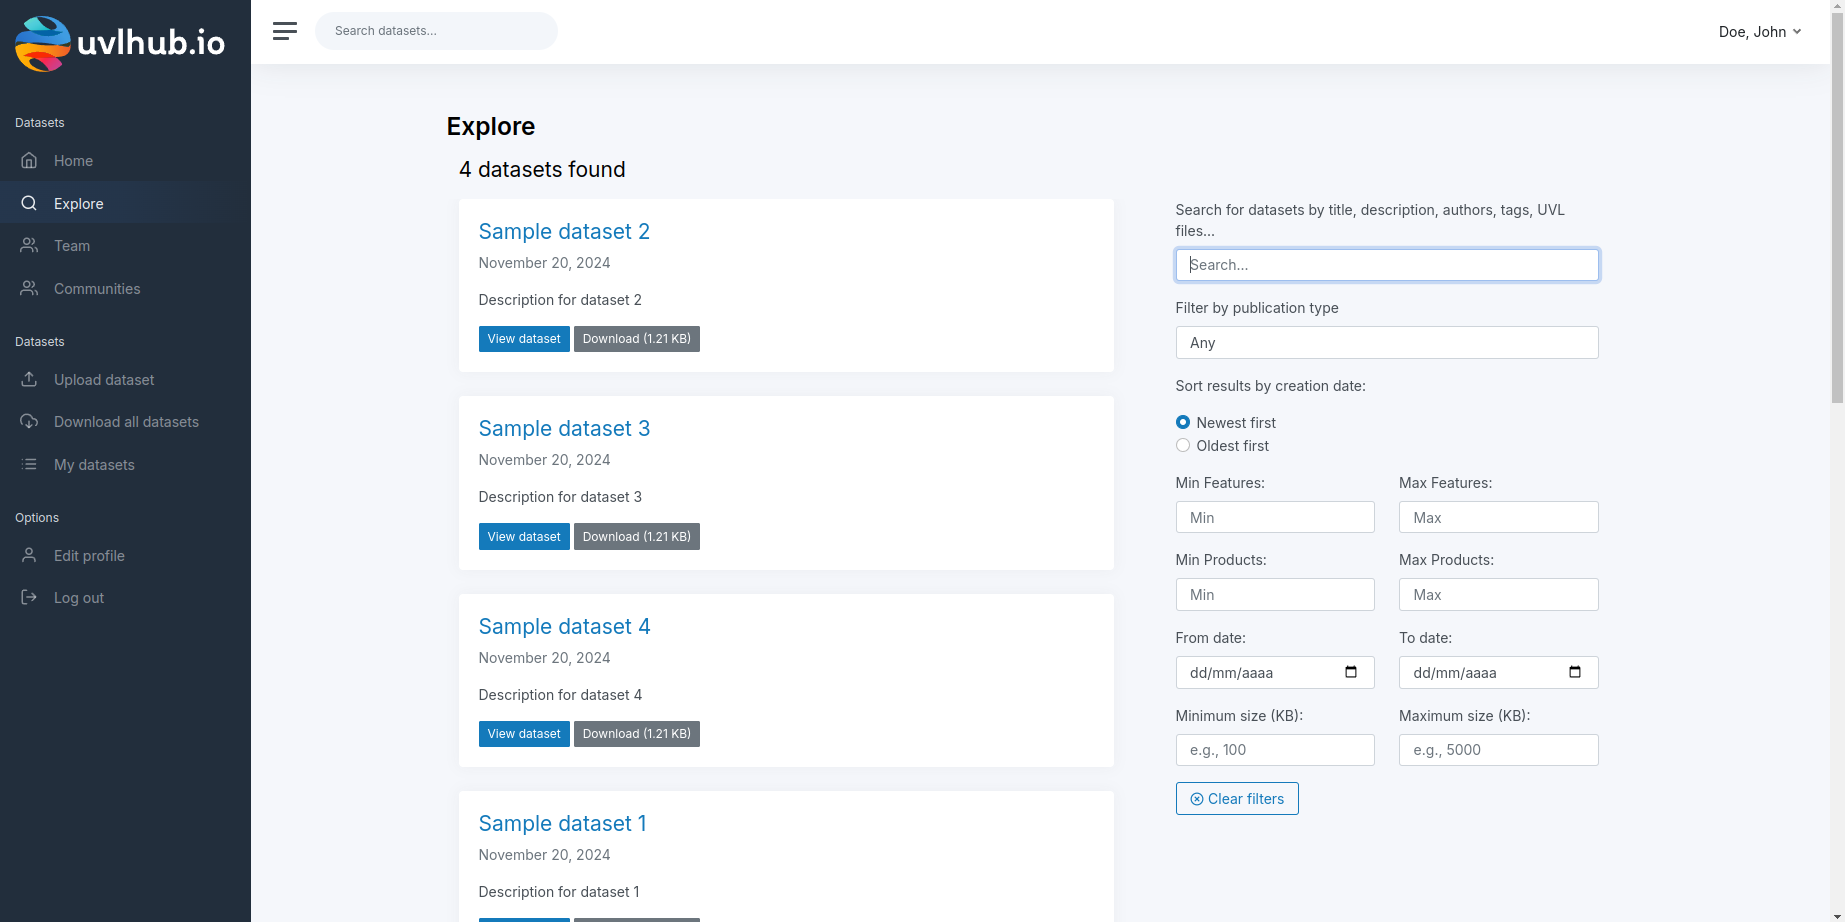 uvlhub.io
Datasets
Home
Explore
Team
Communities
Datasets
Upload dataset
Download all datasets
My datasets
Options
Edit profile
Log out
Search datasets...
Doe, John
Explore
4 datasets found
Sample dataset 2
November 20, 2024
Description for dataset 2
View dataset Download (1.21 KB)
Sample dataset 3
November 20, 2024
Description for dataset 3
View dataset Download (1.21 KB)
Sample dataset 4
November 20, 2024
Description for dataset 4
View dataset Download (1.21 KB)
Sample dataset 1
November 20, 2024
Description for dataset 1
Search for datasets by title, description, authors, tags, UVL
files...
Search...
Filter by publication type
Any
Sort results by creation date:
Newest first
Oldest first
Min Features: Max Features:
Min Max
Min Products: Max Products:
Min Max
From date: To date:
dd/mm/aaaa dd/mm/aaaa
Minimum size (KB): Maximum size (KB):
e.g., 100 e.g., 5000
Clear filters